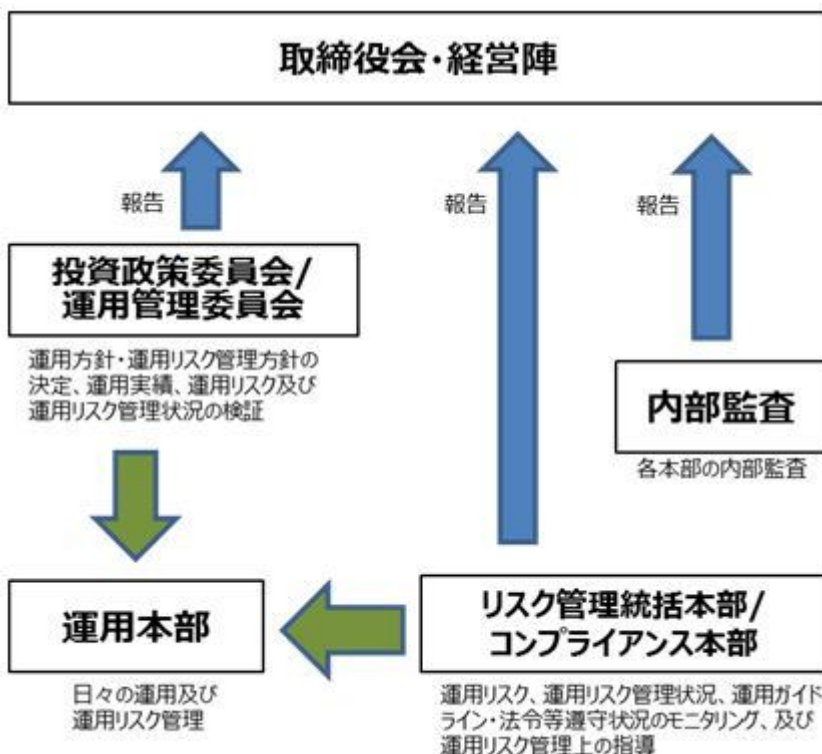 取締役会・経営陣
報告
報告
報告
投資政策委員会/
運用管理委員会
運用方針・運用リスク管理方針の
決定、運用実績、運用リスク及び
運用リスク管理状況の検証
内部監査
各本部の内部監査
運用本部
日々の運用及び
運用リスク管理
リスク管理統括本部/
コンプライアンス本部
運用リスク、運用リスク管理状況、運用ガイド
ライン・法令等遵守状況のモニタリング、及び
運用リスク管理上の指導